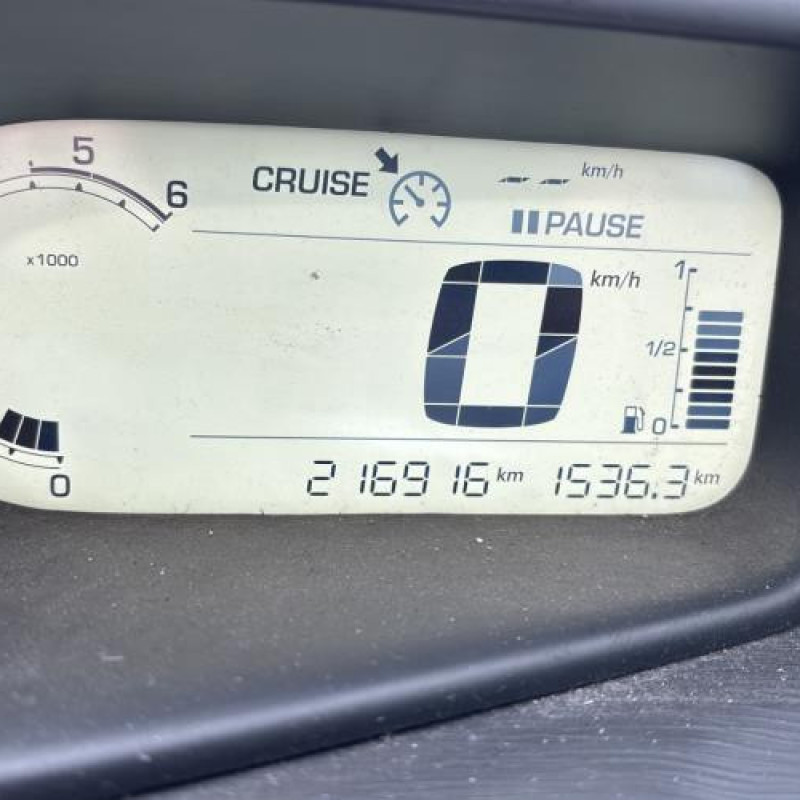 5
6
x1000
0
CRUISE -- -- km/h
PAUSE
0 km/h
1
1/2
0
216916 km 1536.3 km